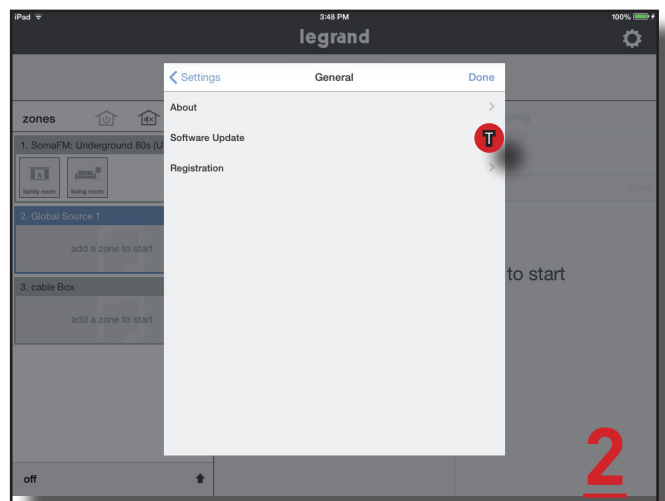 iPad
3:48 PM
100%
legrand
Settings
General
Done
zones
About
Software Update
T
Registration
1. SomaFM: Underground 80s (U
family room
living room
2. Global Source 1
add a zone to start
to start
3. cable Box
add a zone to start
off
2